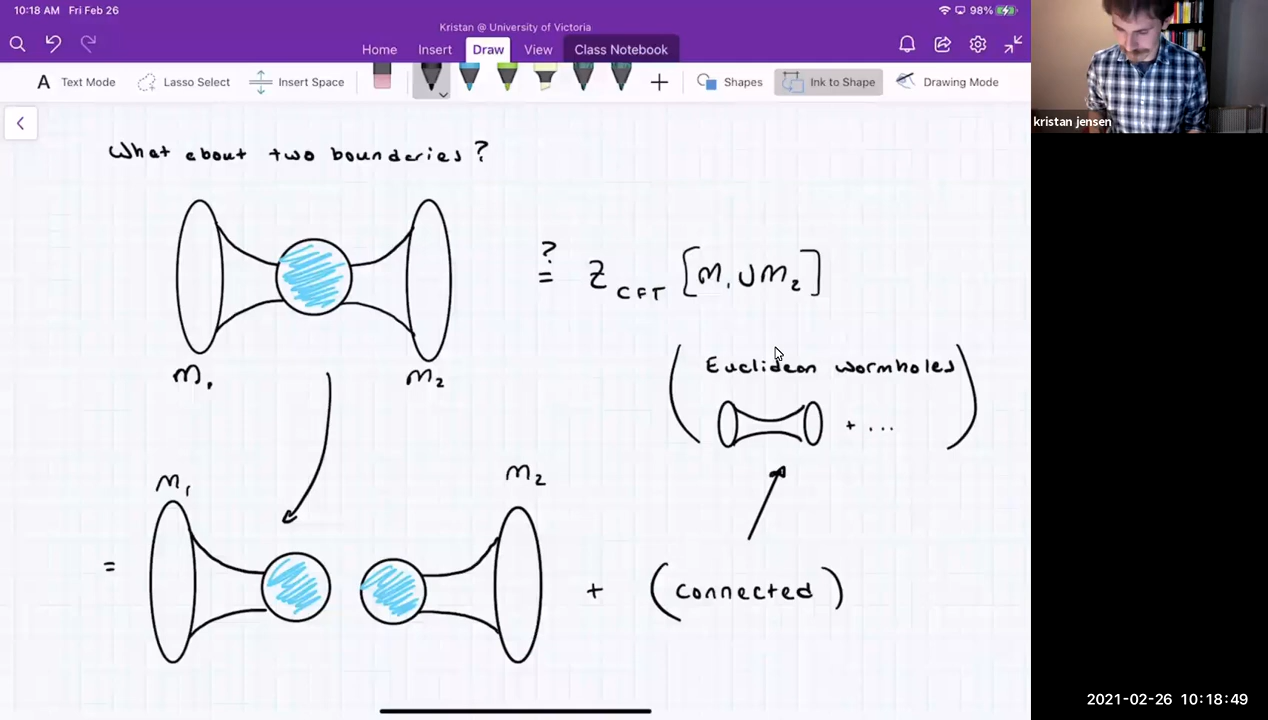 10:18 AM Fri Feb 26
98%
Kristan @ University of Victoria
Home Insert Draw View Class Notebook
A Text Mode Lasso Select Insert Space + Shapes Ink to Shape Drawing Mode
kristan jensen
What about two boundaries?
? = Z CFT [M1 ∪ M2]
M1 M2
(Euclidean wormholes
+ ...)
M1 M2
= + (connected)
2021-02-26 10:18:49